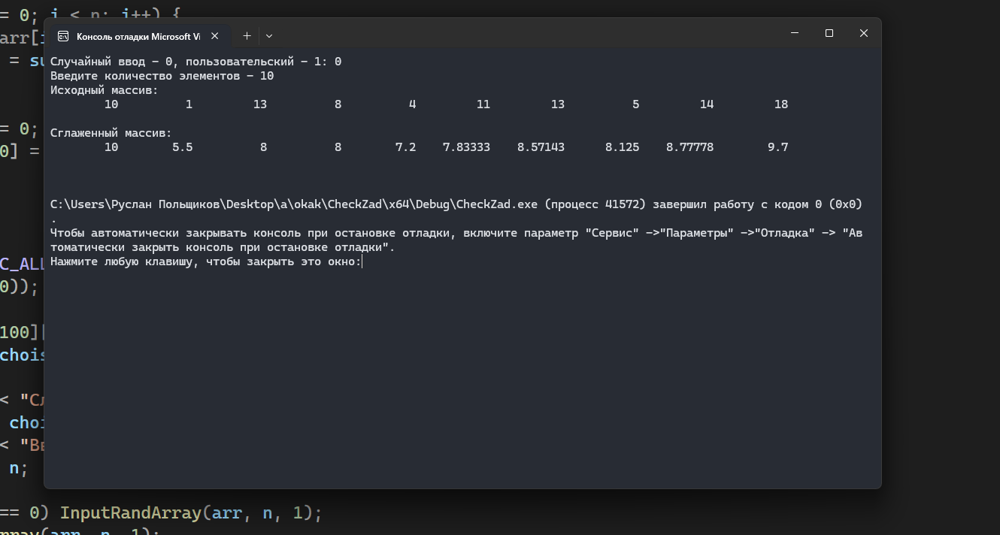 = 0; i < n; i++) {
Консоль отладки Microsoft Vi
arr[i
= su
Случайный ввод - 0, пользовательский - 1: 0
Введите количество элементов - 10
Исходный массив:
10 1 13 8 4 11 13 5 14 18
= 0;
Сглаженный массив:
0] =
10 5.5 8 8 7.2 7.83333 8.57143 8.125 8.77778 9.7
C:\Users\Руслан Польщиков\Desktop\a\okak\CheckZad\x64\Debug\CheckZad.exe (процесс 41572) завершил работу с кодом 0 (0x0)
.
Чтобы автоматически закрывать консоль при остановке отладки, включите параметр "Сервис" ->"Параметры" ->"Отладка" -> "Ав
томатически закрыть консоль при остановке отладки".
Нажмите любую клавишу, чтобы закрыть это окно:
C_ALL
0));
100][
chois
< "Сл
choi
< "Вв
n;
== 0) InputRandArray(arr, n, 1);
rray(arr, n, 1);